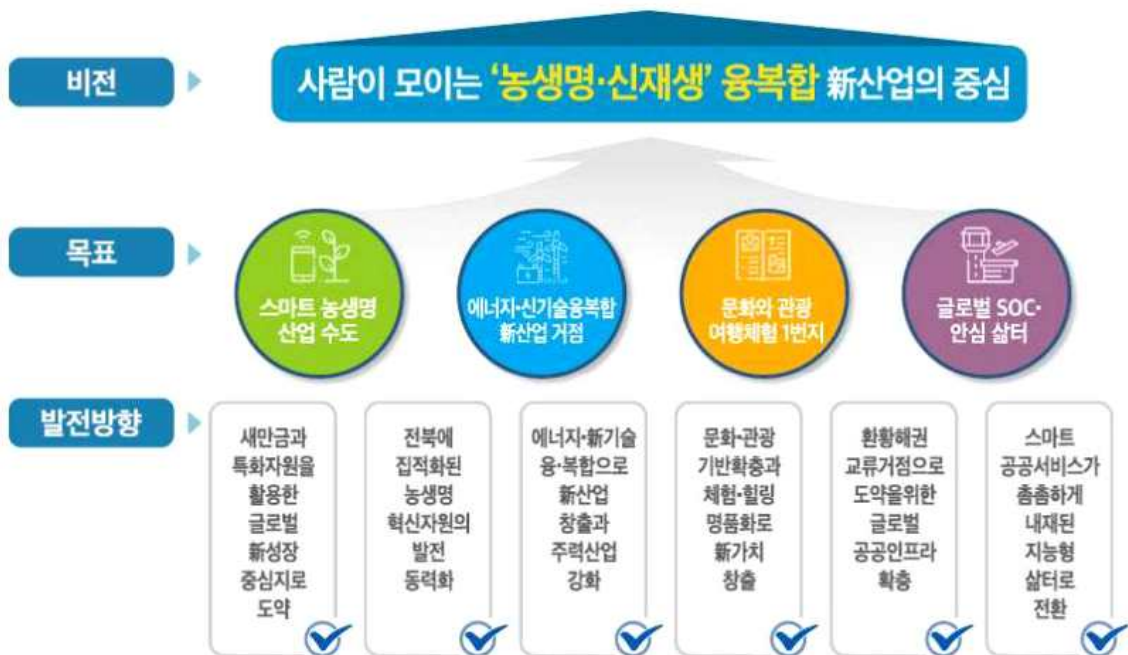 비전
사람이 모이는 '농생명·신재생' 융복합 新산업의 중심
목표
스마트 농생명
산업 수도
에너지·신기술융복합
新산업 거점
문화와 관광
여행체험 1번지
글로벌 SOC·
안심 삶터
발전방향
새만금과
특화자원을
활용한
글로벌
新성장
중심지로
도약
전북에
집적화된
농생명
혁신자원의
발전
동력화
에너지·新기술
융·복합으로
新산업
창출과
주력산업
강화
문화·관광
기반확충과
체험·힐링
명품화로
新가치
창출
환황해권
교류거점으로
도약을위한
글로벌
공공인프라
확충
스마트
공공서비스가
촘촘하게
내재된
지능형
삶터로
전환